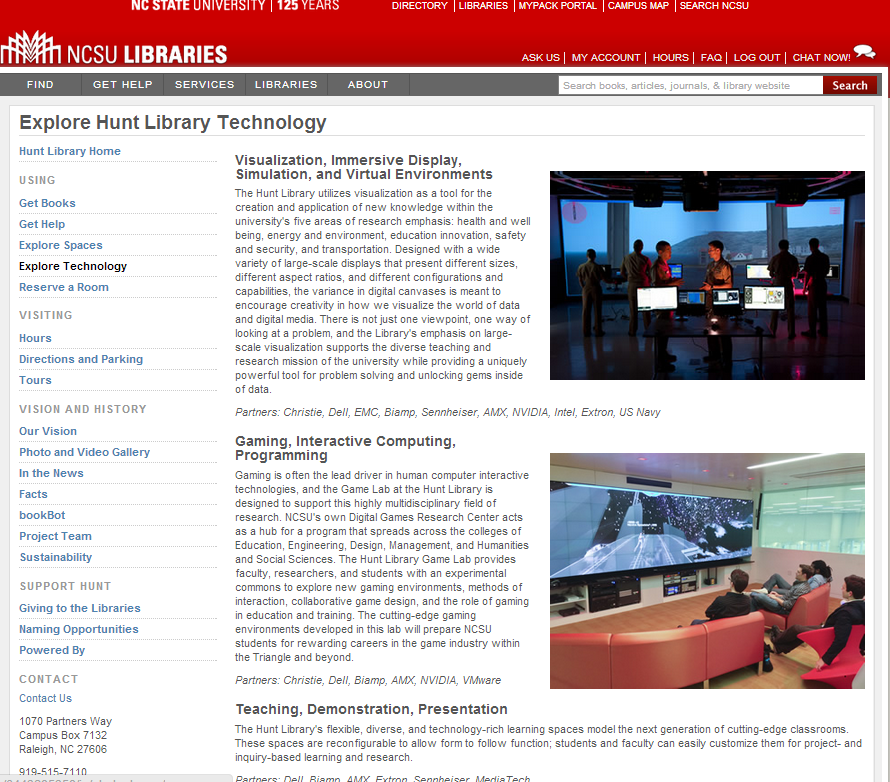 NC STATE UNIVERSITY | 125 YEARS
DIRECTORY | LIBRARIES | MYPACK PORTAL | CAMPUS MAP | SEARCH NCSU
NCSU LIBRARIES
ASK US | MY ACCOUNT | HOURS | FAQ | LOG OUT | CHAT NOW!
FIND GET HELP SERVICES LIBRARIES ABOUT
Search books, articles, journals, & library website Search
Explore Hunt Library Technology
Hunt Library Home
USING
Get Books
Get Help
Explore Spaces
Explore Technology
Reserve a Room
VISITING
Hours
Directions and Parking
Tours
VISION AND HISTORY
Our Vision
Photo and Video Gallery
In the News
Facts
bookBot
Project Team
Sustainability
SUPPORT HUNT
Giving to the Libraries
Naming Opportunities
Powered By
CONTACT
Contact Us
1070 Partners Way
Campus Box 7132
Raleigh, NC 27606
919-515-7110
Visualization, Immersive Display,
Simulation, and Virtual Environments
The Hunt Library utilizes visualization as a tool for the
creation and application of new knowledge within the
university's five areas of research emphasis: health and well
being, energy and environment, education innovation, safety
and security, and transportation. Designed with a wide
variety of large-scale displays that present different sizes,
different aspect ratios, and different configurations and
capabilities, the variance in digital canvases is meant to
encourage creativity in how we visualize the world of data
and digital media. There is not just one viewpoint, one way of
looking at a problem, and the Library's emphasis on large-
scale visualization supports the diverse teaching and
research mission of the university while providing a uniquely
powerful tool for problem solving and unlocking gems inside
of data.
Partners: Christie, Dell, EMC, Biamp, Sennheiser, AMX, NVIDIA, Intel, Extron, US Navy
Gaming, Interactive Computing,
Programming
Gaming is often the lead driver in human computer interactive
technologies, and the Game Lab at the Hunt Library is
designed to support this highly multidisciplinary field of
research. NCSU's own Digital Games Research Center acts
as a hub for a program that spreads across the colleges of
Education, Engineering, Design, Management, and Humanities
and Social Sciences. The Hunt Library Game Lab provides
faculty, researchers, and students with an experimental
commons to explore new gaming environments, methods of
interaction, collaborative game design, and the role of gaming
in education and training. The cutting-edge gaming
environments developed in this lab will prepare NCSU
students for rewarding careers in the game industry within
the Triangle and beyond.
Partners: Christie, Dell, Biamp, AMX, NVIDIA, VMware
Teaching, Demonstration, Presentation
The Hunt Library's flexible, diverse, and technology-rich learning spaces model the next generation of cutting-edge classrooms.
These spaces are reconfigurable to allow form to follow function; students and faculty can easily customize them for project- and
inquiry-based learning and research.
Partners: Dell, Biamp, AMX, Extron, Sennheiser, MediaTech